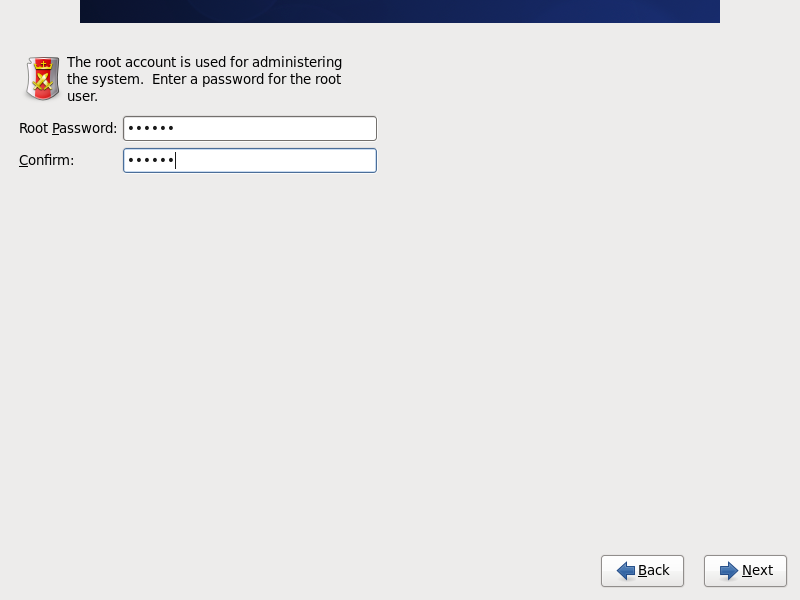 The root account is used for administering
the system.  Enter a password for the root
user.
Root Password: ••••••
Confirm: ••••••
Back Next